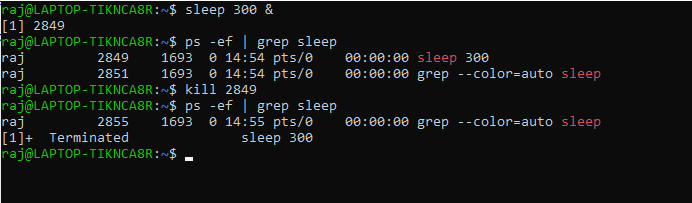 raj@LAPTOP-TIKNCA8R:~$ sleep 300 &
[1] 2849
raj@LAPTOP-TIKNCA8R:~$ ps -ef | grep sleep
raj         2849    1693  0 14:54 pts/0    00:00:00 sleep 300
raj         2851    1693  0 14:54 pts/0    00:00:00 grep --color=auto sleep
raj@LAPTOP-TIKNCA8R:~$ kill 2849
raj@LAPTOP-TIKNCA8R:~$ ps -ef | grep sleep
raj         2855    1693  0 14:55 pts/0    00:00:00 grep --color=auto sleep
[1]+  Terminated              sleep 300
raj@LAPTOP-TIKNCA8R:~$